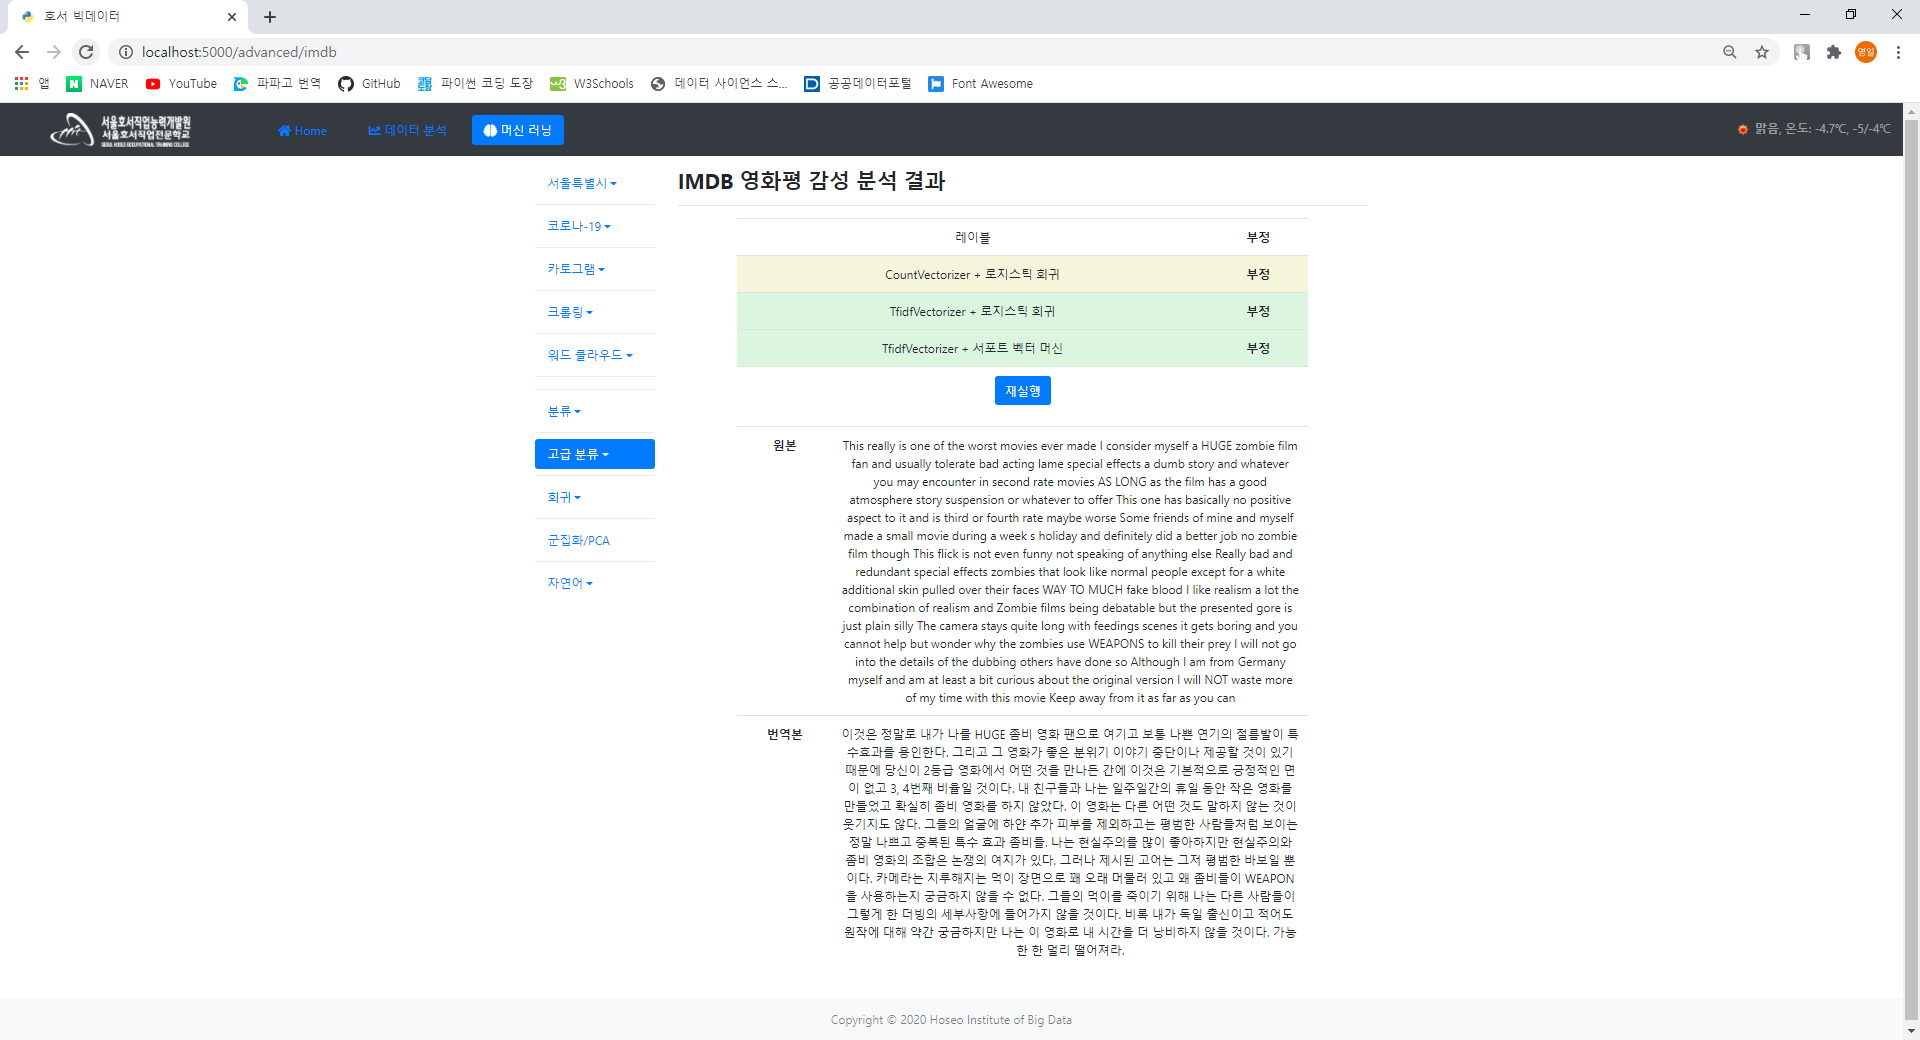 호서 빅데이터
localhost:5000/advanced/imdb
영일
앱 NAVER YouTube 파파고 번역 GitHub 파이썬 코딩 도장 W3Schools 데이터 사이언스 스... 공공데이터포털 Font Awesome
서울호서직업능력개발원
서울호서직업전문학교
SEOUL HOSEO OCCUPATIONAL TRAINING COLLEGE
Home 데이터 분석 머신 러닝
맑음, 온도: -4.7℃, -5/-4℃
서울특별시
코로나-19
카토그램
크롤링
워드 클라우드
분류
고급 분류
회귀
군집화/PCA
자연어
IMDB 영화평 감성 분석 결과
레이블 부정
CountVectorizer + 로지스틱 회귀 부정
TfidfVectorizer + 로지스틱 회귀 부정
TfidfVectorizer + 서포트 벡터 머신 부정
재실행
원본 This really is one of the worst movies ever made I consider myself a HUGE zombie film
fan and usually tolerate bad acting lame special effects a dumb story and whatever
you may encounter in second rate movies AS LONG as the film has a good
atmosphere story suspension or whatever to offer This one has basically no positive
aspect to it and is third or fourth rate maybe worse Some friends of mine and myself
made a small movie during a week s holiday and definitely did a better job no zombie
film though This flick is not even funny not speaking of anything else Really bad and
redundant special effects zombies that look like normal people except for a white
additional skin pulled over their faces WAY TO MUCH fake blood I like realism a lot the
combination of realism and Zombie films being debatable but the presented gore is
just plain silly The camera stays quite long with feedings scenes it gets boring and you
cannot help but wonder why the zombies use WEAPONS to kill their prey I will not go
into the details of the dubbing others have done so Although I am from Germany
myself and am at least a bit curious about the original version I will NOT waste more
of my time with this movie Keep away from it as far as you can
번역본 이것은 정말로 내가 나를 HUGE 좀비 영화 팬으로 여기고 보통 나쁜 연기의 절름발이 특
수효과를 용인한다. 그리고 그 영화가 좋은 분위기 이야기 중단이나 제공할 것이 있기
때문에 당신이 2등급 영화에서 어떤 것을 만나든 간에 이것은 기본적으로 긍정적인 면
이 없고 3, 4번째 비율일 것이다. 내 친구들과 나는 일주일간의 휴일 동안 작은 영화를
만들었고 확실히 좀비 영화를 하지 않았다. 이 영화는 다른 어떤 것도 말하지 않는 것이
웃기지도 않다. 그들의 얼굴에 하얀 추가 피부를 제외하고는 평범한 사람들처럼 보이는
정말 나쁘고 중복된 특수 효과 좀비들. 나는 현실주의를 많이 좋아하지만 현실주의와
좀비 영화의 조합은 논쟁의 여지가 있다. 그러나 제시된 고어는 그저 평범한 바보일 뿐
이다. 카메라는 지루해지는 먹이 장면으로 꽤 오래 머물러 있고 왜 좀비들이 WEAPON
을 사용하는지 궁금하지 않을 수 없다. 그들의 먹이를 죽이기 위해 나는 다른 사람들이
그렇게 한 더빙의 세부사항에 들어가지 않을 것이다. 비록 내가 독일 출신이고 적어도
원작에 대해 약간 궁금하지만 나는 이 영화로 내 시간을 더 낭비하지 않을 것이다. 가능
한 한 멀리 떨어져라.
Copyright © 2020 Hoseo Institute of Big Data